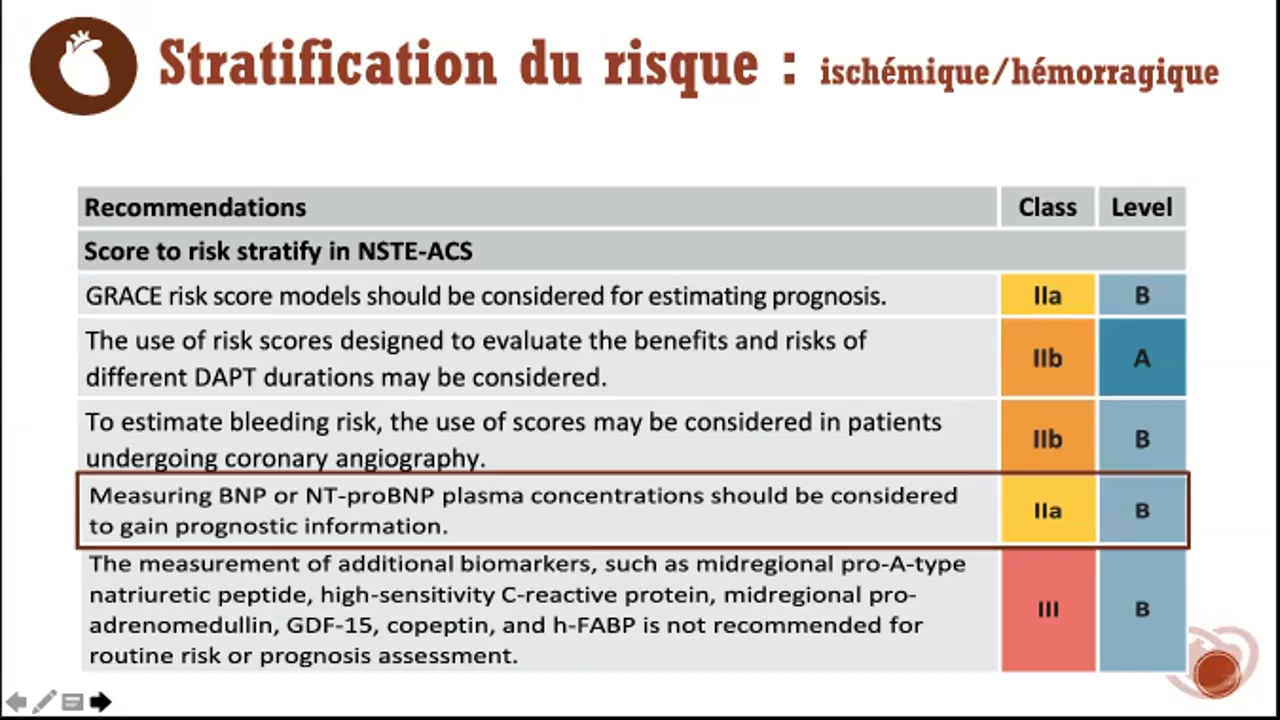 Stratification du risque : ischémique/hémorragique
Recommendations Class Level
Score to risk stratify in NSTE-ACS
GRACE risk score models should be considered for estimating prognosis. IIa B
The use of risk scores designed to evaluate the benefits and risks of
different DAPT durations may be considered. IIb A
To estimate bleeding risk, the use of scores may be considered in patients
undergoing coronary angiography. IIb B
Measuring BNP or NT-proBNP plasma concentrations should be considered
to gain prognostic information. IIa B
The measurement of additional biomarkers, such as midregional pro-A-type
natriuretic peptide, high-sensitivity C-reactive protein, midregional pro-
adrenomedullin, GDF-15, copeptin, and h-FABP is not recommended for
routine risk or prognosis assessment. III B